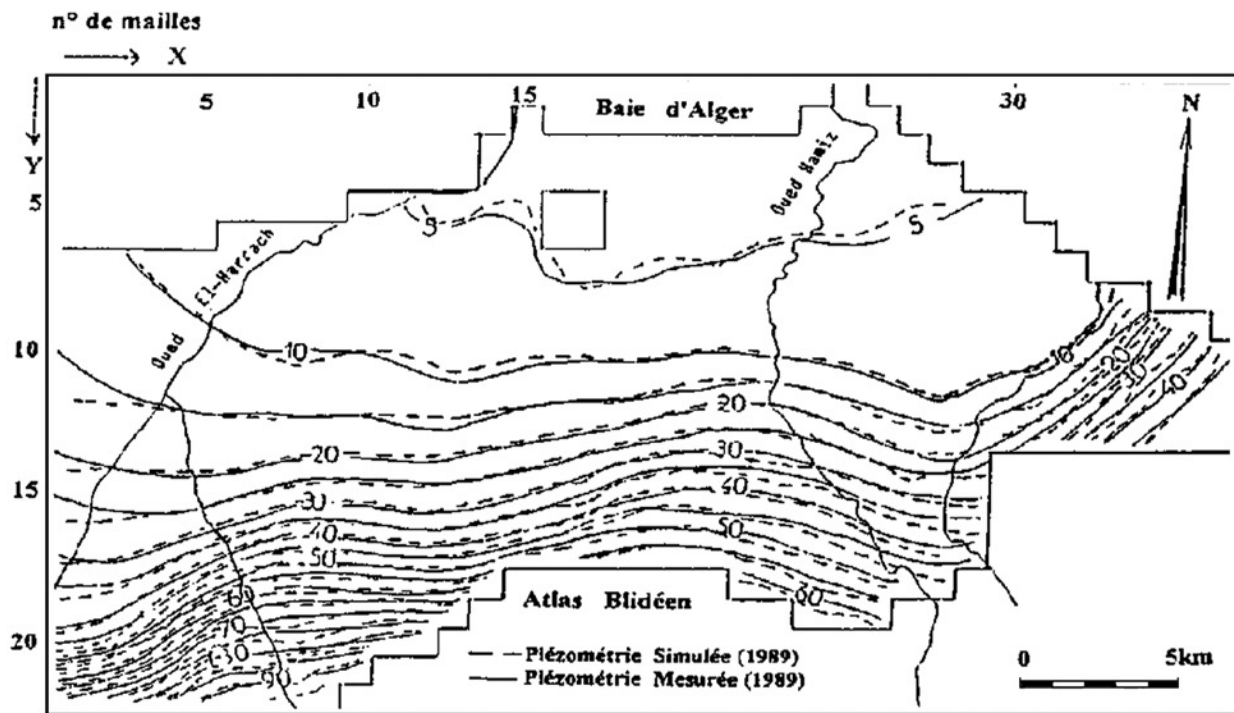 n° de mailles
X
5 10 15 30
Baie d'Alger
N
Y
5
Oued Hamiz
5 5
Oued El-Harrach
10
10 10 20 30 40
20
15
20 30
30 40
40 50
50
60 60
70
20
90
Atlas Blidéen
Piézométrie Simulée (1989)
Piézométrie Mesurée (1989)
0 5km